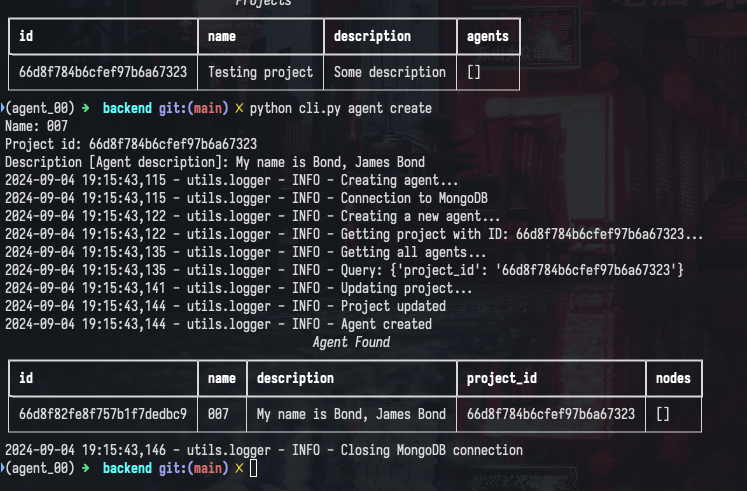 Projects
id name description agents
66d8f784b6cfef97b6a67323 Testing project Some description []
(agent_00) ➜ backend git:(main) ✗ python cli.py agent create
Name: 007
Project id: 66d8f784b6cfef97b6a67323
Description [Agent description]: My name is Bond, James Bond
2024-09-04 19:15:43,115 - utils.logger - INFO - Creating agent...
2024-09-04 19:15:43,115 - utils.logger - INFO - Connection to MongoDB
2024-09-04 19:15:43,122 - utils.logger - INFO - Creating a new agent...
2024-09-04 19:15:43,122 - utils.logger - INFO - Getting project with ID: 66d8f784b6cfef97b6a67323...
2024-09-04 19:15:43,135 - utils.logger - INFO - Getting all agents...
2024-09-04 19:15:43,135 - utils.logger - INFO - Query: {'project_id': '66d8f784b6cfef97b6a67323'}
2024-09-04 19:15:43,141 - utils.logger - INFO - Updating project...
2024-09-04 19:15:43,144 - utils.logger - INFO - Project updated
2024-09-04 19:15:43,144 - utils.logger - INFO - Agent created
Agent Found
id name description project_id nodes
66d8f82fe8f757b1f7dedbc9 007 My name is Bond, James Bond 66d8f784b6cfef97b6a67323 []
2024-09-04 19:15:43,146 - utils.logger - INFO - Closing MongoDB connection
(agent_00) ➜ backend git:(main) ✗